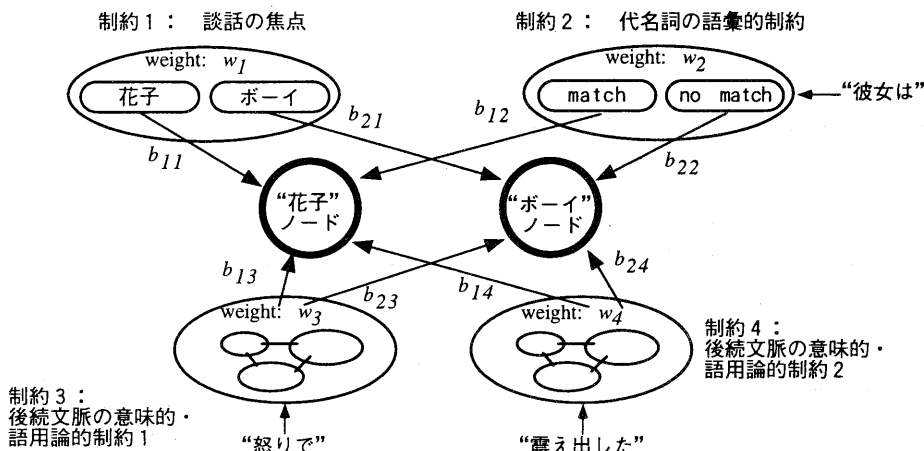 制約1： 談話の焦点
制約2： 代名詞の語彙的制約
weight: w1
weight: w2
花子
ボーイ
match
no match
“彼女は”
b11
b21
b12
b22
“花子”
ノード
“ボーイ”
ノード
b13
b23
b14
b24
weight: w3
weight: w4
制約3：
後続文脈の意味的・
語用論的制約1
制約4：
後続文脈の意味的・
語用論的制約2
“怒りで”
“震え出した”